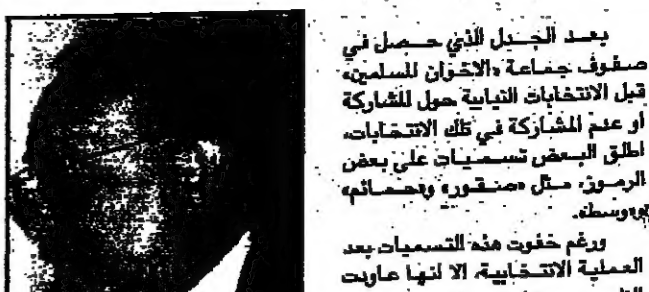 بعد الجدل الذي حصل في
صفوف جماعة «الاخوان المسلمين»
قبل الانتخابات النيابية حول المشاركة
أو عدم المشاركة في تلك الانتخابات،
اطلق البعض تسميات على بعض
الرموز، مثل «صقور» و«حمائم»
و«وسط».
ورغم خفوت هذه التسميات بعد
العملية الانتخابية، إلا انها عاودت